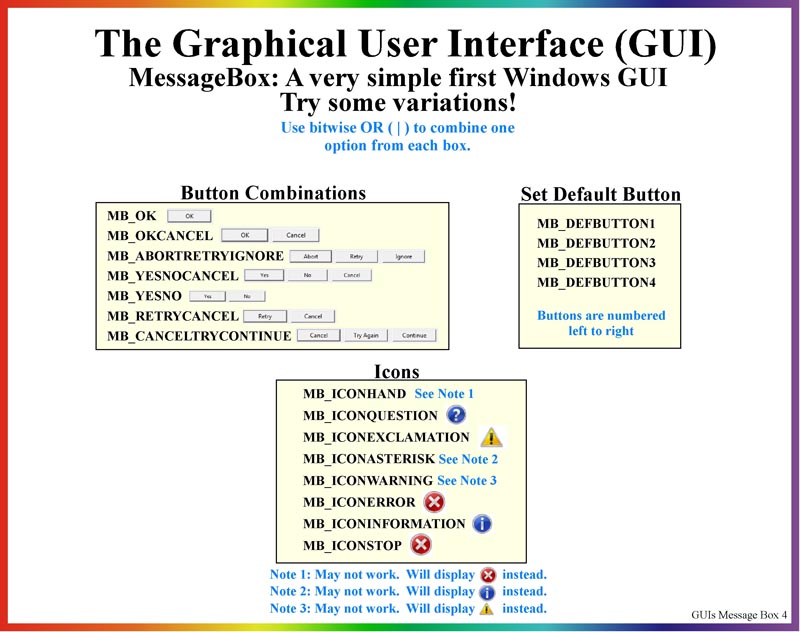 The Graphical User Interface (GUI)
MessageBox: A very simple first Windows GUI
Try some variations!
Use bitwise OR ( | ) to combine one
option from each box.
Button Combinations
MB_OK OK
MB_OKCANCEL OK Cancel
MB_ABORTRETRYIGNORE Abort Retry Ignore
MB_YESNOCANCEL Yes No Cancel
MB_YESNO Yes No
MB_RETRYCANCEL Retry Cancel
MB_CANCELTRYCONTINUE Cancel Try Again Continue
Set Default Button
MB_DEFBUTTON1
MB_DEFBUTTON2
MB_DEFBUTTON3
MB_DEFBUTTON4
Buttons are numbered
left to right
Icons
MB_ICONHAND See Note 1
MB_ICONQUESTION ?
MB_ICONEXCLAMATION !
MB_ICONASTERISK See Note 2
MB_ICONWARNING See Note 3
MB_ICONERROR
MB_ICONINFORMATION i
MB_ICONSTOP
Note 1: May not work. Will display instead.
Note 2: May not work. Will display i instead.
Note 3: May not work. Will display ! instead.
GUIs Message Box 4